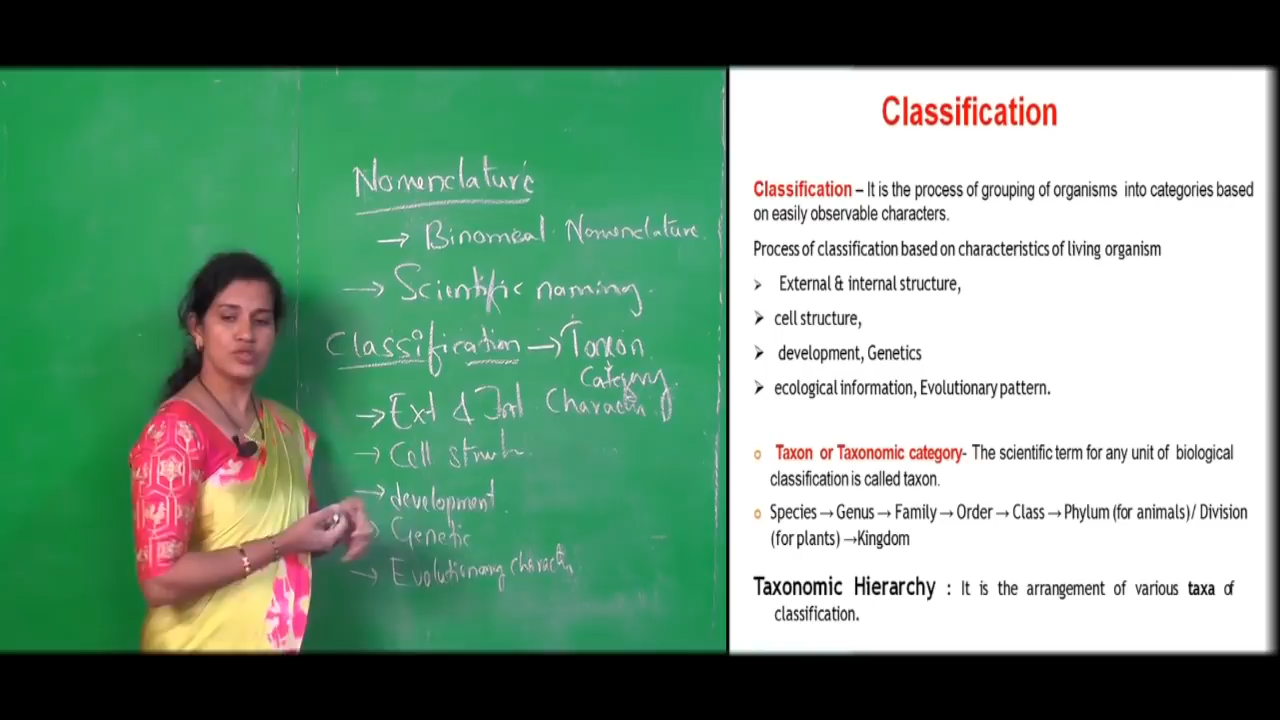 Nomenclature
→ Binomical Nomenclature
→ Scientific naming.
Classification → Taxon
Category.
→ Ext & Int Character
→ Cell struct
→ development
Genetic
→ Evolutionary charactr
Classification
Classification – It is the process of grouping of organisms into categories based
on easily observable characters.
Process of classification based on characteristics of living organism
➢ External & internal structure,
➢ cell structure,
➢ development, Genetics
➢ ecological information, Evolutionary pattern.
o Taxon or Taxonomic category- The scientific term for any unit of biological
classification is called taxon.
o Species → Genus → Family → Order → Class → Phylum (for animals)/ Division
(for plants) →Kingdom
Taxonomic Hierarchy : It is the arrangement of various taxa of
classification.